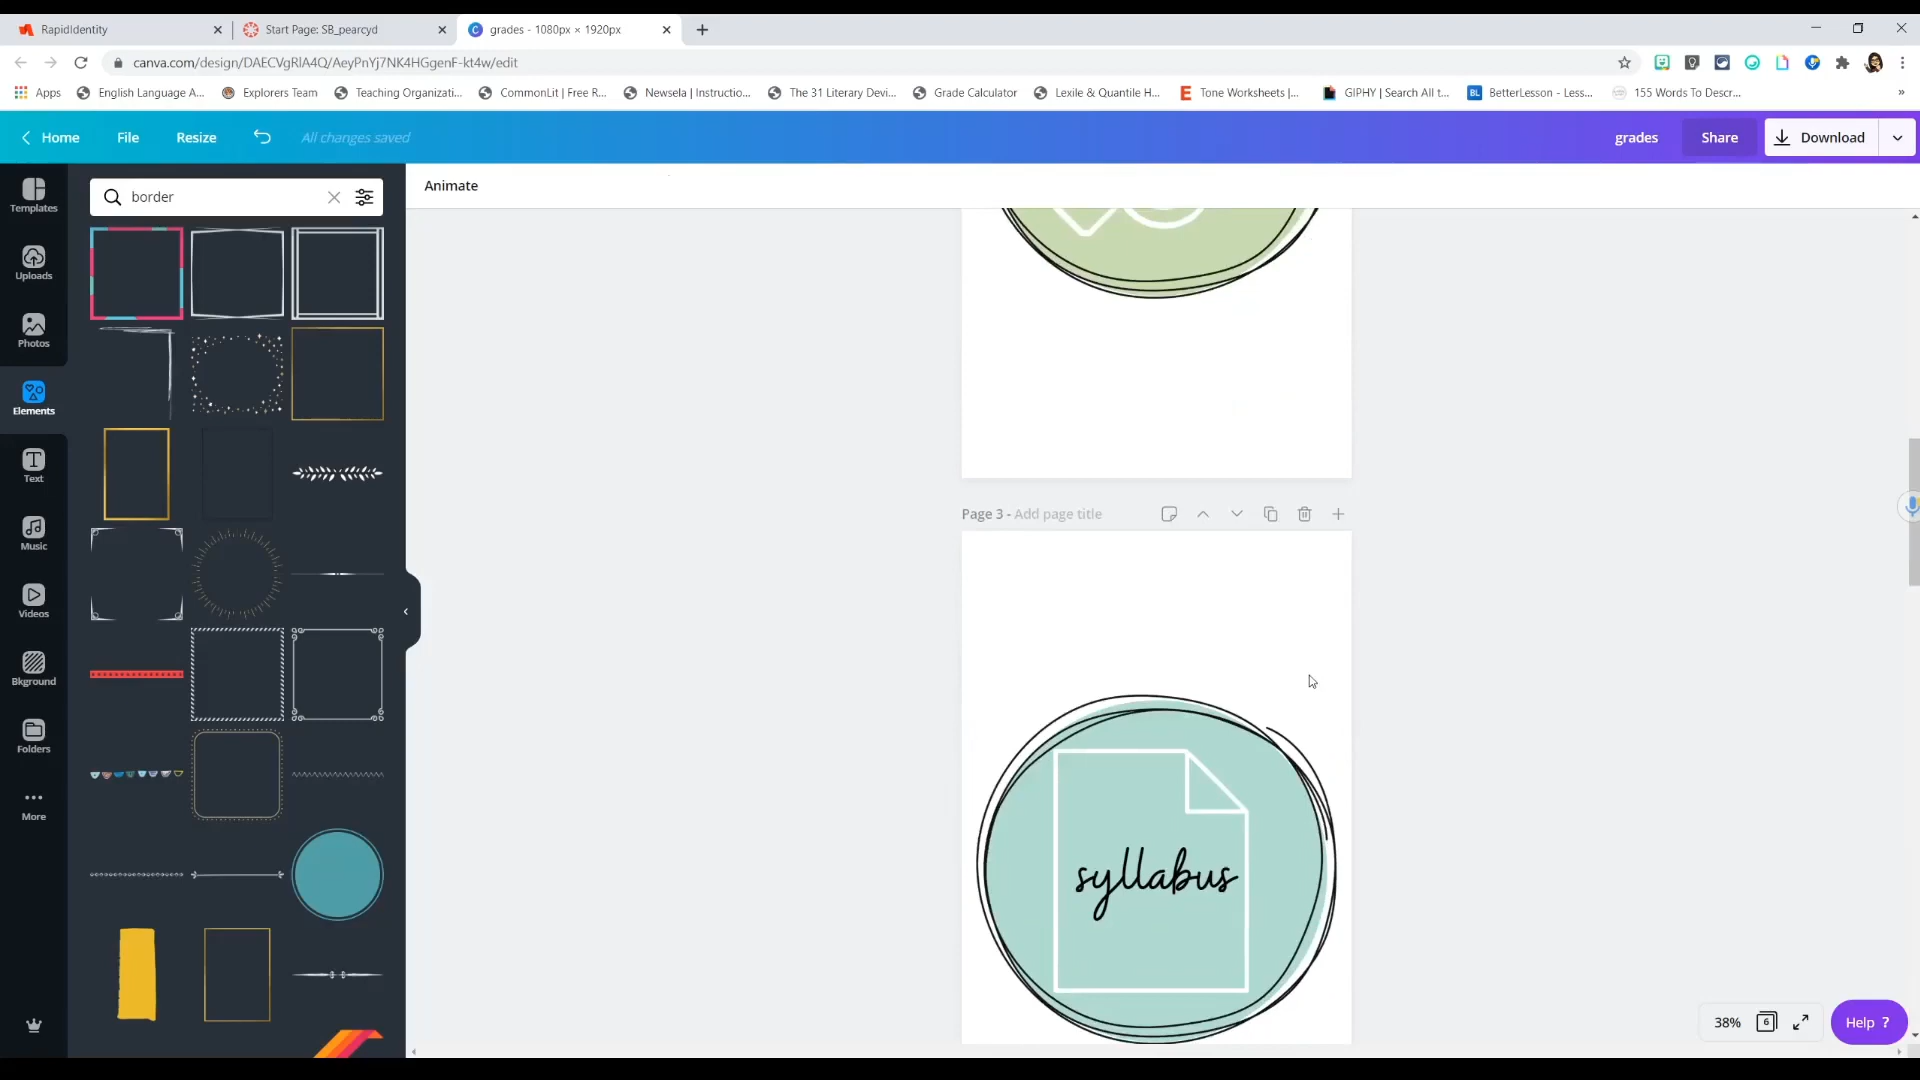 RapidIdentity
Start Page: SB_pearcyd
grades - 1080px × 1920px
canva.com/design/DAECVgRlA4Q/AeyPnYj7NK4HGgenF-kt4w/edit
Apps
English Language A...
Explorers Team
Teaching Organizati...
CommonLit | Free R...
Newsela | Instructio...
The 31 Literary Devi...
Grade Calculator
Lexile & Quantile H...
Tone Worksheets |...
GIPHY | Search All t...
BetterLesson - Less...
155 Words To Descr...
Home
File
Resize
All changes saved
grades
Share
Download
Templates
Uploads
Photos
Elements
Text
Music
Videos
Bkground
Folders
More
border
Animate
Page 3 - Add page title
syllabus
38%
6
Help ?